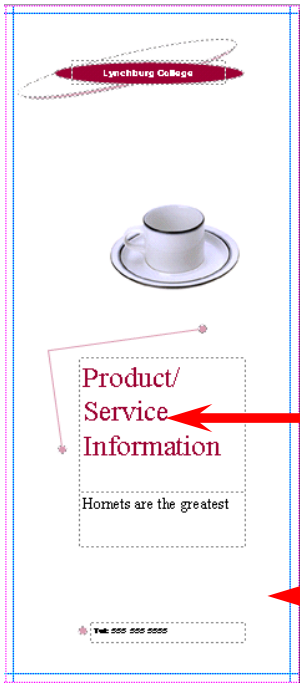 Lynchburg College
Product/
Service
Information
Hornets are the greatest
Tel: 555 555 5555